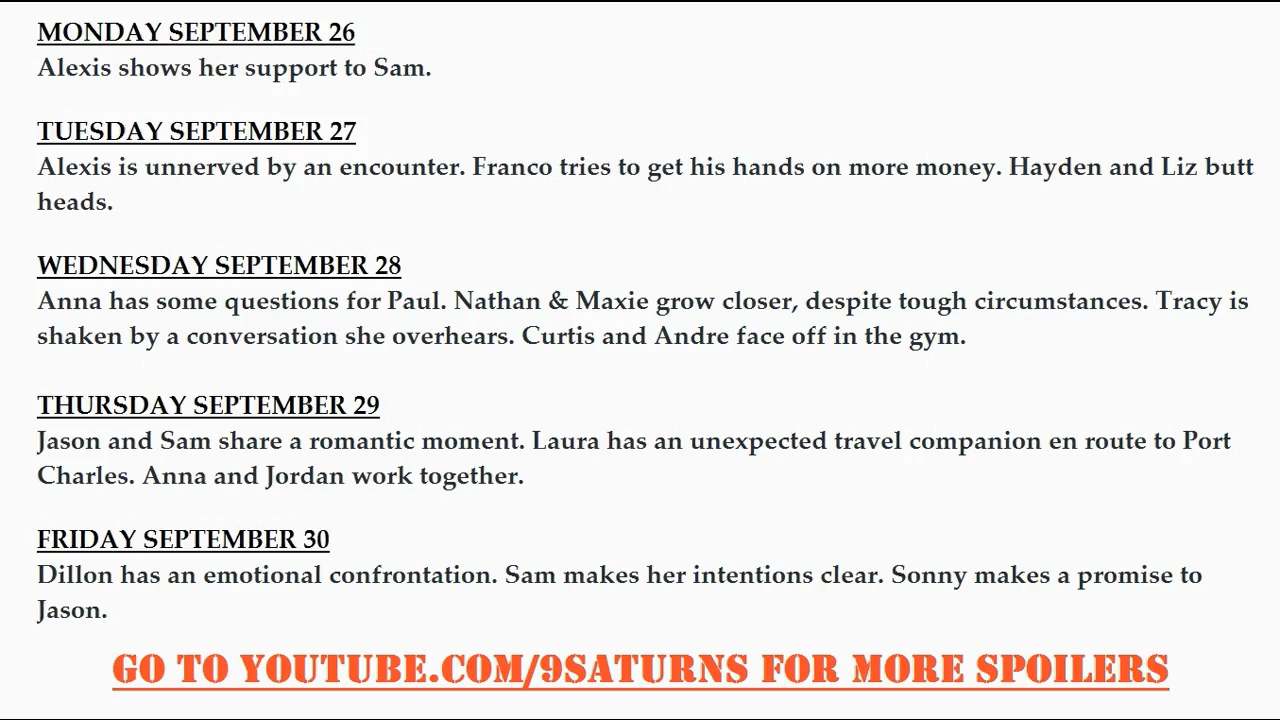 MONDAY SEPTEMBER 26
Alexis shows her support to Sam.
TUESDAY SEPTEMBER 27
Alexis is unnerved by an encounter. Franco tries to get his hands on more money. Hayden and Liz butt
heads.
WEDNESDAY SEPTEMBER 28
Anna has some questions for Paul. Nathan & Maxie grow closer, despite tough circumstances. Tracy is
shaken by a conversation she overhears. Curtis and Andre face off in the gym.
THURSDAY SEPTEMBER 29
Jason and Sam share a romantic moment. Laura has an unexpected travel companion en route to Port
Charles. Anna and Jordan work together.
FRIDAY SEPTEMBER 30
Dillon has an emotional confrontation. Sam makes her intentions clear. Sonny makes a promise to
Jason.
GO TO YOUTUBE.COM/9SATURNS FOR MORE SPOILERS